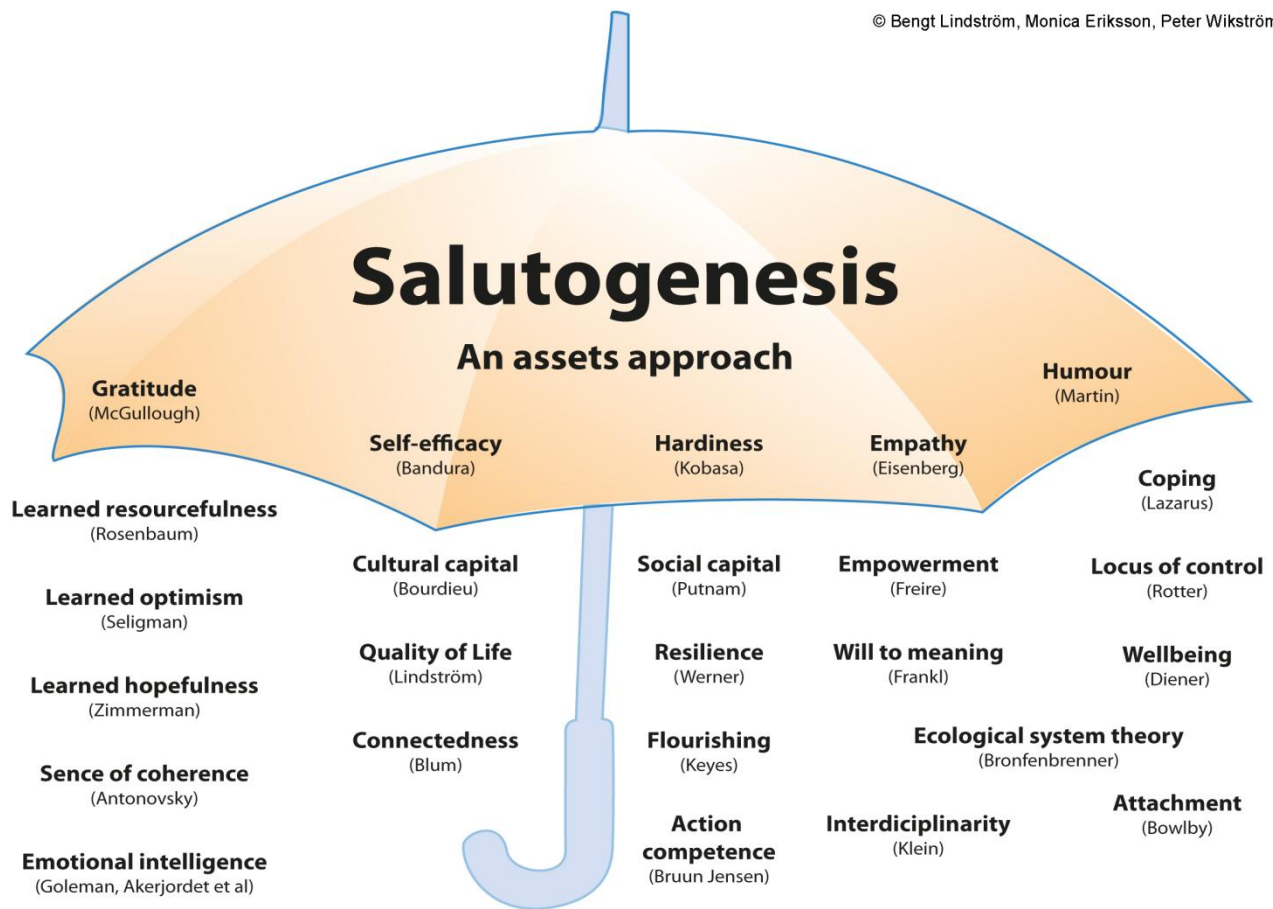 © Bengt Lindström, Monica Eriksson, Peter Wikström
Salutogenesis
An assets approach
Gratitude
(McGullough)
Humour
(Martin)
Self-efficacy
(Bandura)
Hardiness
(Kobasa)
Empathy
(Eisenberg)
Coping
(Lazarus)
Learned resourcefulness
(Rosenbaum)
Cultural capital
(Bourdieu)
Social capital
(Putnam)
Empowerment
(Freire)
Locus of control
(Rotter)
Learned optimism
(Seligman)
Quality of Life
(Lindström)
Resilience
(Werner)
Will to meaning
(Frankl)
Wellbeing
(Diener)
Learned hopefulness
(Zimmerman)
Connectedness
(Blum)
Flourishing
(Keyes)
Ecological system theory
(Bronfenbrenner)
Sence of coherence
(Antonovsky)
Action
competence
(Bruun Jensen)
Interdiciplinarity
(Klein)
Attachment
(Bowlby)
Emotional intelligence
(Goleman, Akerjordet et al)